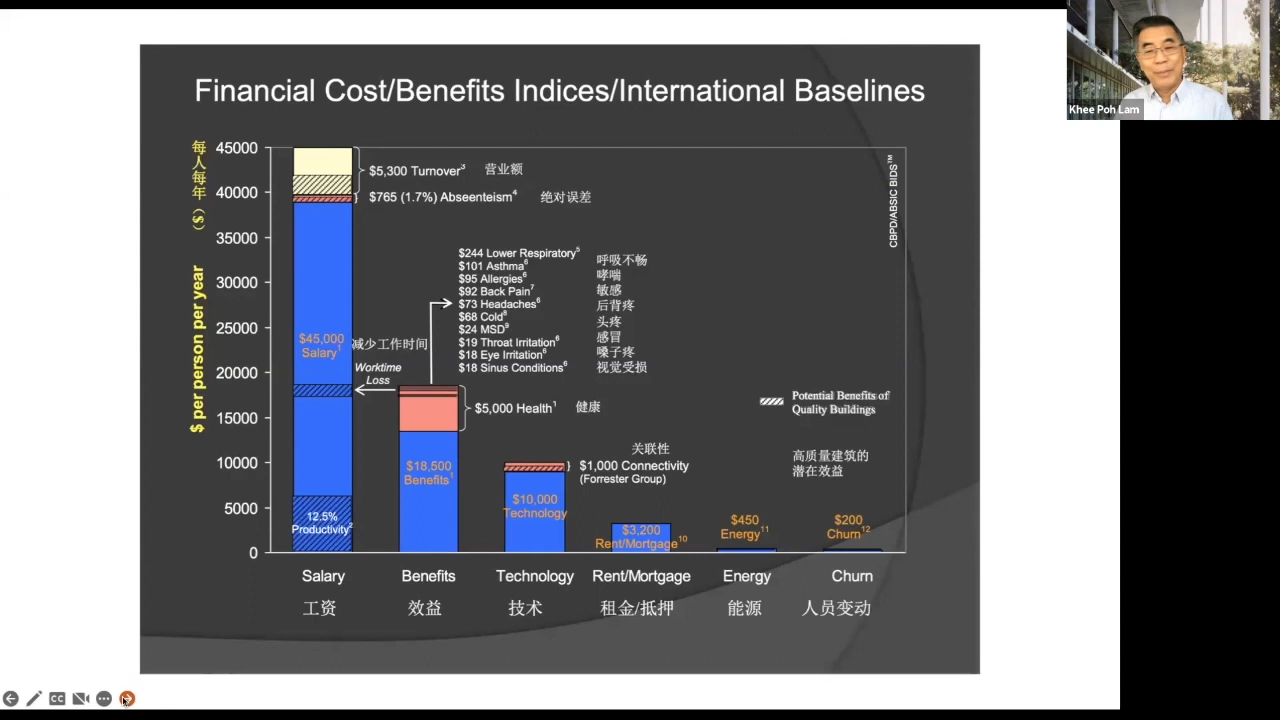 Khee Poh Lam
Financial Cost/Benefits Indices/International Baselines
每人每年（$）
$ per person per year
45000
40000
35000
30000
25000
20000
15000
10000
5000
0
$5,300 Turnover3
营业额
$765 (1.7%) Abseenteism4
绝对误差
CBPD/ABSIC BIDS™
$244 Lower Respiratory5
$101 Asthma6
$95 Allergies6
$92 Back Pain7
$73 Headaches6
$68 Cold8
$24 MSD9
$19 Throat Irritation6
$18 Eye Irritation6
$18 Sinus Conditions6
呼吸不畅
哮喘
敏感
后背疼
头疼
感冒
嗓子疼
视觉受损
$45,000
Salary1
减少工作时间
Worktime
Loss
12.5%
Productivity2
$5,000 Health1
健康
$18,500
Benefits1
关联性
$1,000 Connectivity
(Forrester Group)
$10,000
Technology
$3,200
Rent/Mortgage10
$450
Energy11
$200
Churn12
Potential Benefits of
Quality Buildings
高质量建筑的
潜在效益
Salary
Benefits
Technology
Rent/Mortgage
Energy
Churn
工资
效益
技术
租金/抵押
能源
人员变动
CC